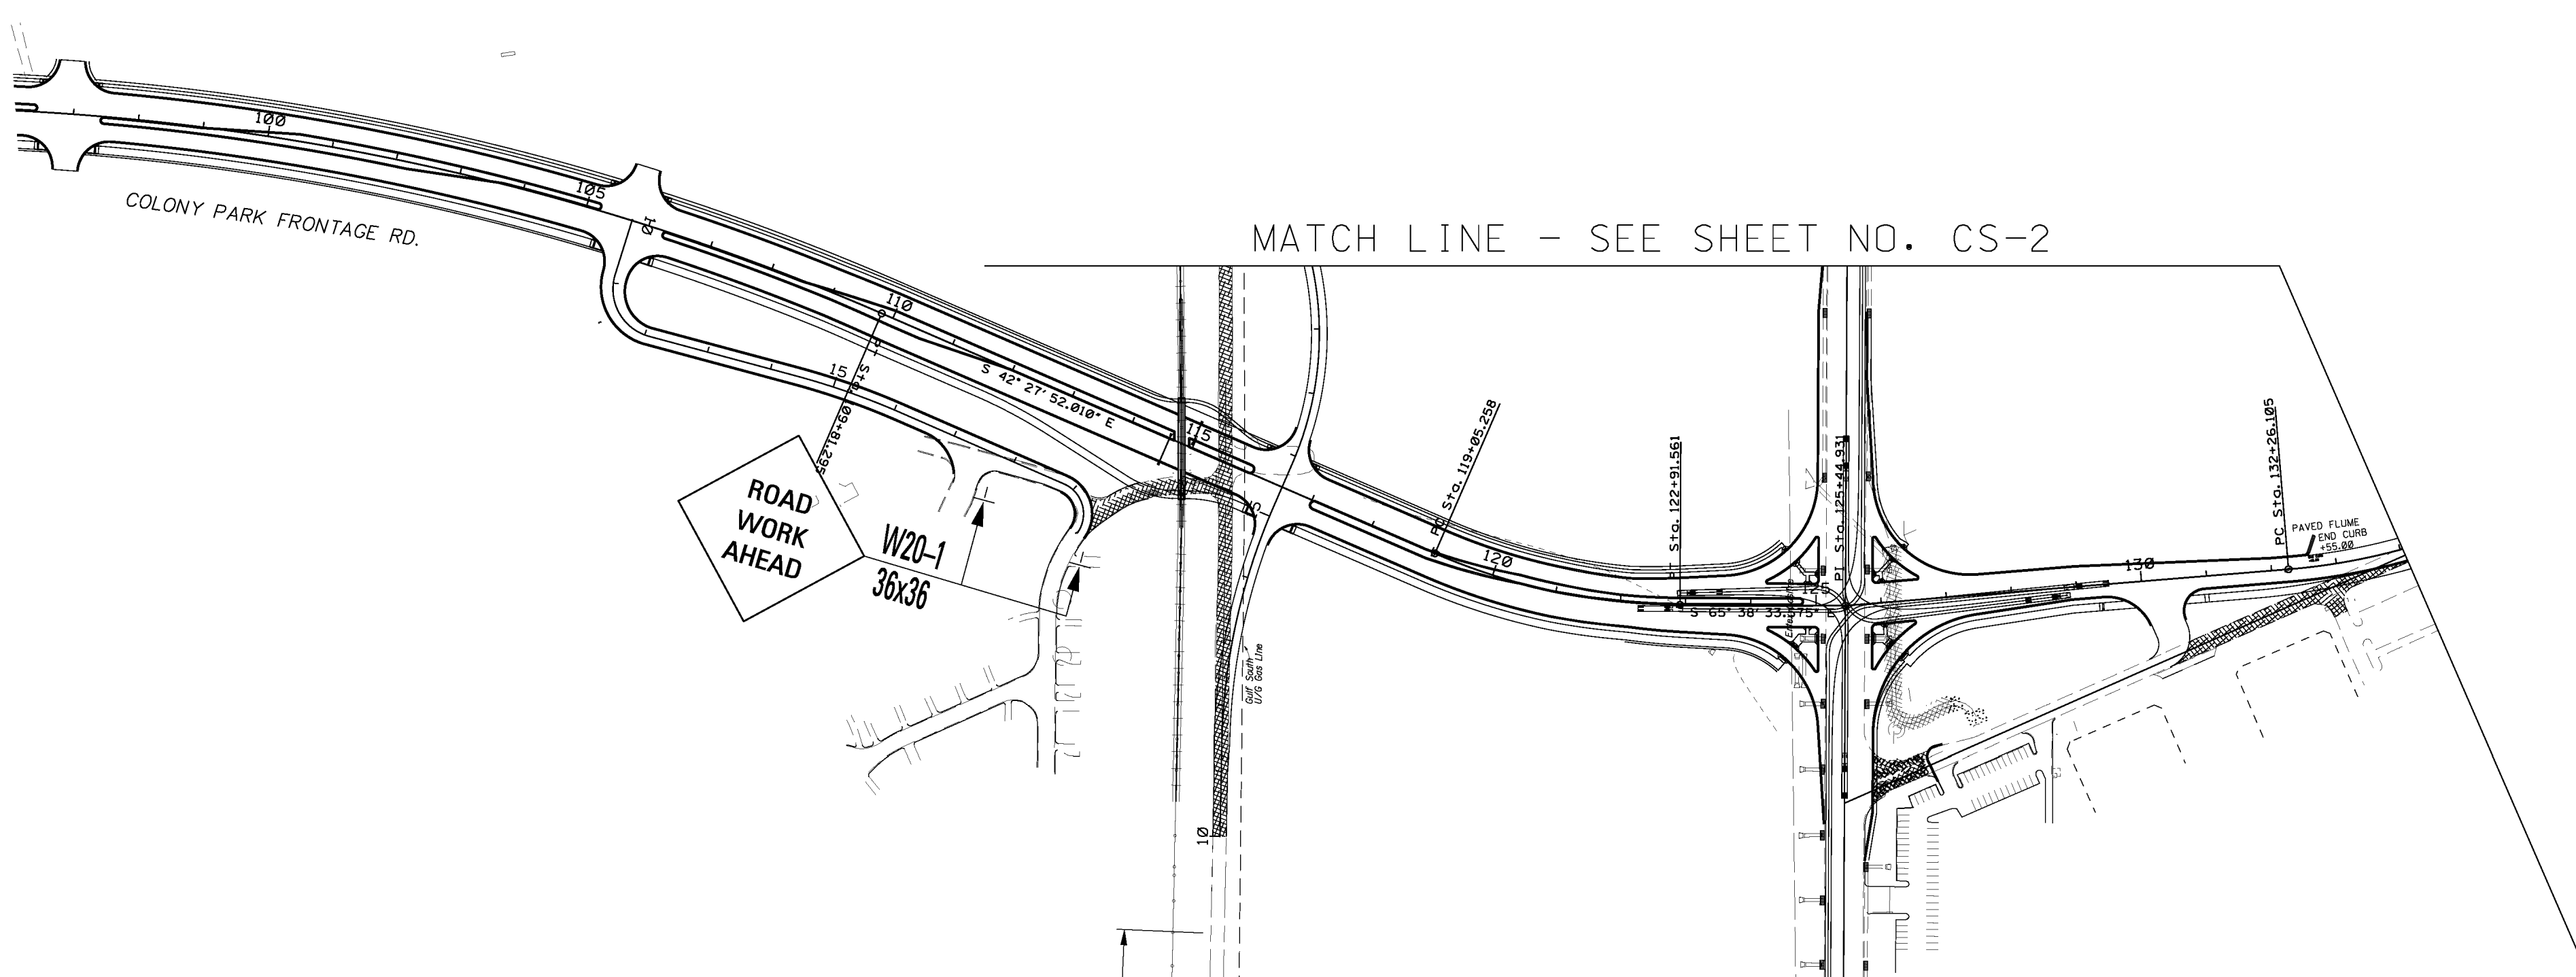 100
COLONY PARK FRONTAGE RD.
105
10
MATCH LINE - SEE SHEET NO. CS-2
110
15
S 42° 27' 52.010" E
115
PC Sta. 119+05.258
Sta. 122+91.561
PI Sta. 125+44.931
PC Sta. 132+26.105
PAVED FLUME
END CURB
+55.00
ROAD
WORK
AHEAD
W20-1
36x36
15
120
125
130
S 65° 38' 33.575" E
Gulf South
U/G Gas Line
10